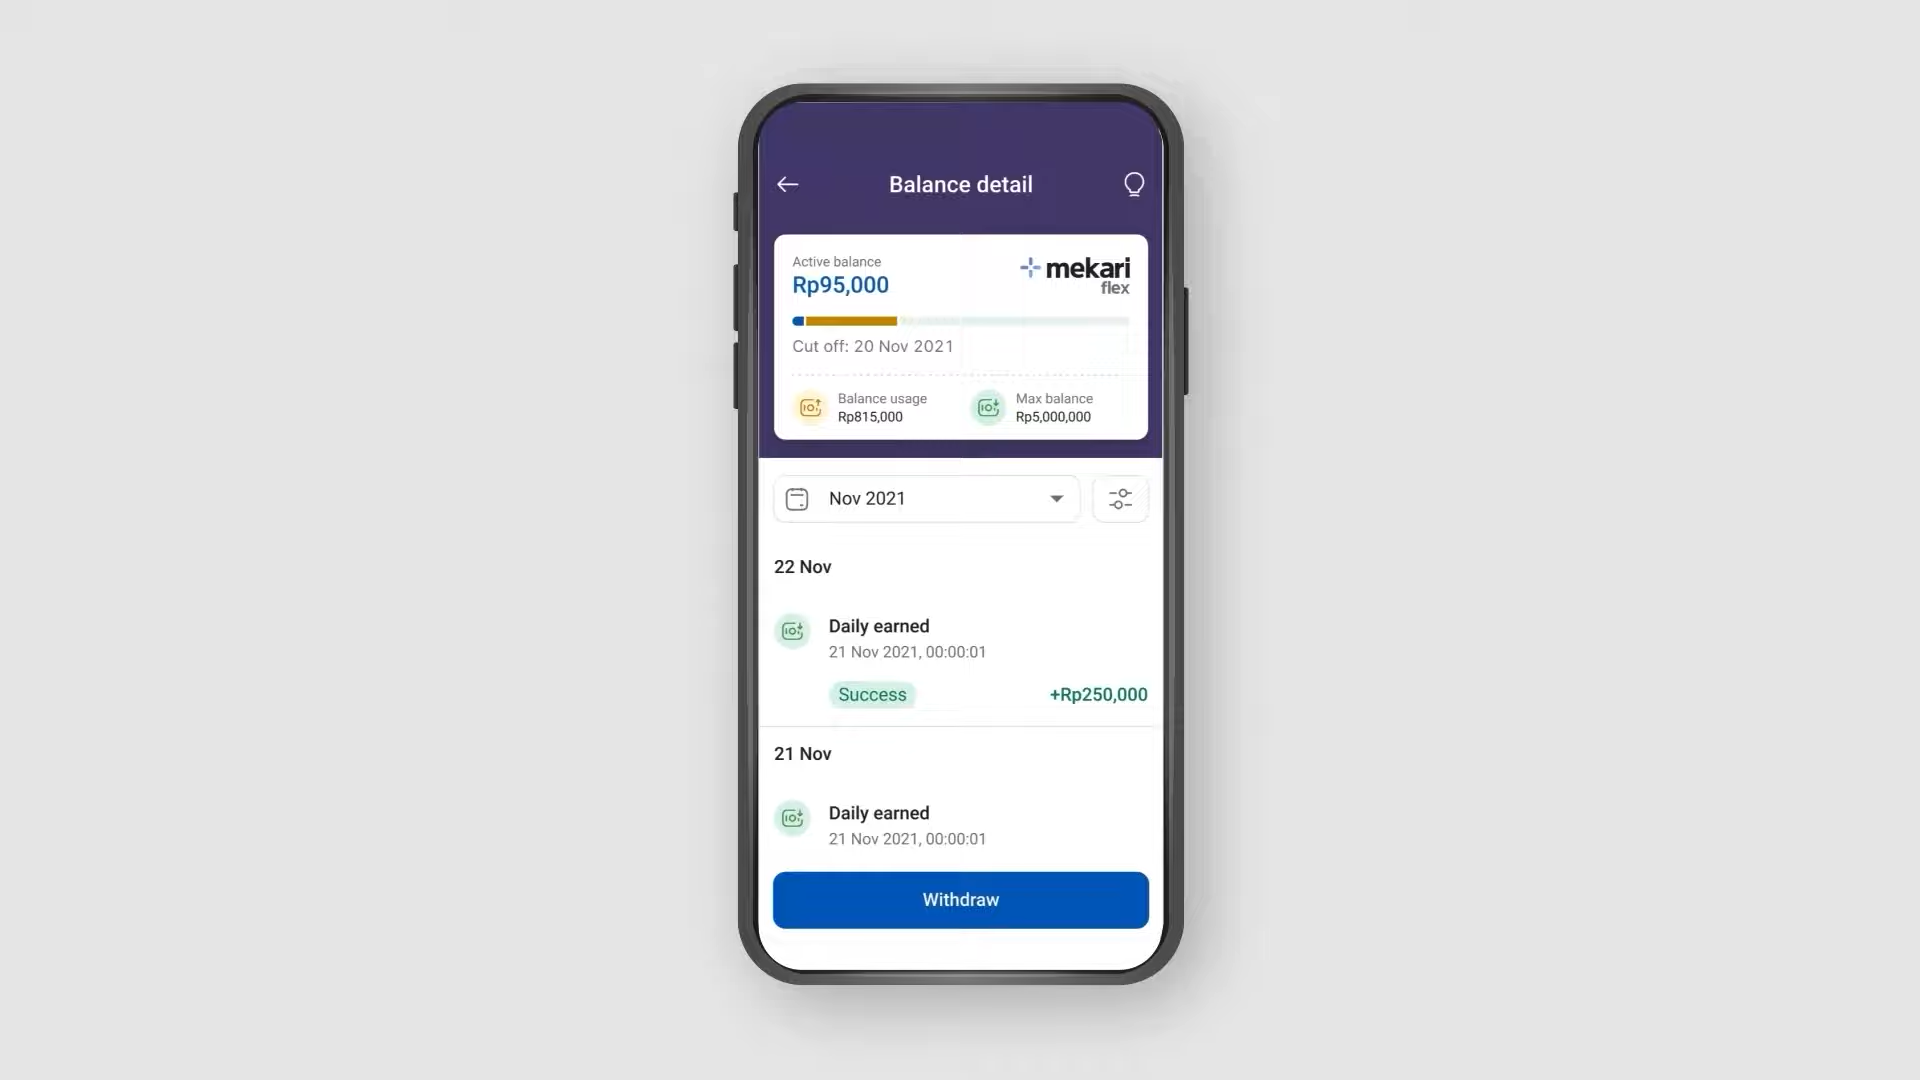 Balance detail
Active balance
Rp95,000
mekari
flex
Cut off: 20 Nov 2021
Balance usage
Rp815,000
Max balance
Rp5,000,000
Nov 2021
22 Nov
Daily earned
21 Nov 2021, 00:00:01
Success
+Rp250,000
21 Nov
Daily earned
21 Nov 2021, 00:00:01
Withdraw